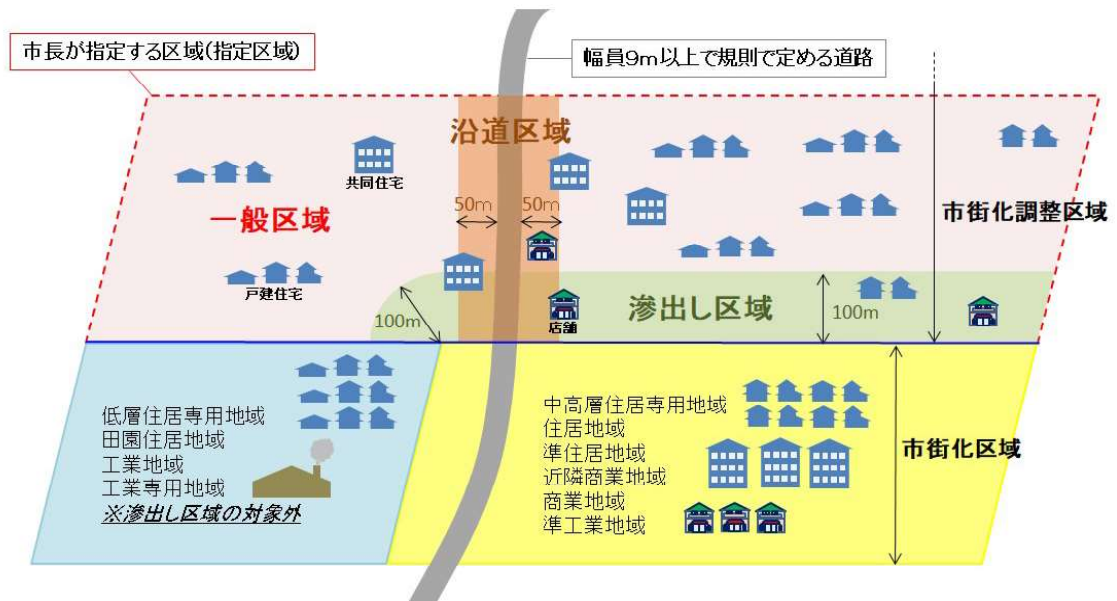 市長が指定する区域(指定区域)
幅員9m以上で規則で定める道路
沿道区域
共同住宅
50m
50m
一般区域
市街化調整区域
戸建住宅
100m
店舗
滲出し区域
100m
低層住居専用地域
田園住居地域
工業地域
工業専用地域
※滲出し区域の対象外
中高層住居専用地域
住居地域
準住居地域
近隣商業地域
商業地域
準工業地域
市街化区域